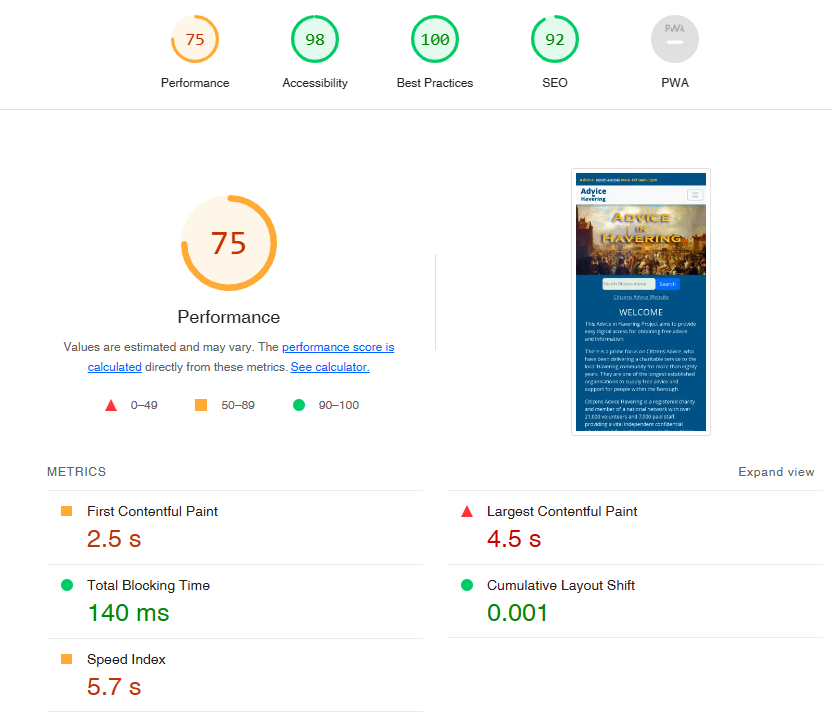 75
98
100
92
PWA
Performance
Accessibility
Best Practices
SEO
PWA
75
Performance
Values are estimated and may vary. The performance score is
calculated directly from these metrics. See calculator.
0–49
50–89
90–100
Advice
in
Havering
ADVICE
IN
HAVERING
Search Citizens Advice
Search
Citizens Advice Website
WELCOME
This Advice in Havering Project aims to provide
easy digital access for obtaining free advice
and information.
There is a prime focus on Citizens Advice, who
have been delivering a charitable service to the
local Havering community for more than eighty
years. They are one of the longest established
organisations to supply free advice and
support for people within the Borough.
Citizens Advice Havering is a registered charity
and member of a national network with over
21,000 volunteers and 7,000 paid staff,
providing a vital independent confidential
METRICS
Expand view
First Contentful Paint
2.5 s
Largest Contentful Paint
4.5 s
Total Blocking Time
140 ms
Cumulative Layout Shift
0.001
Speed Index
5.7 s